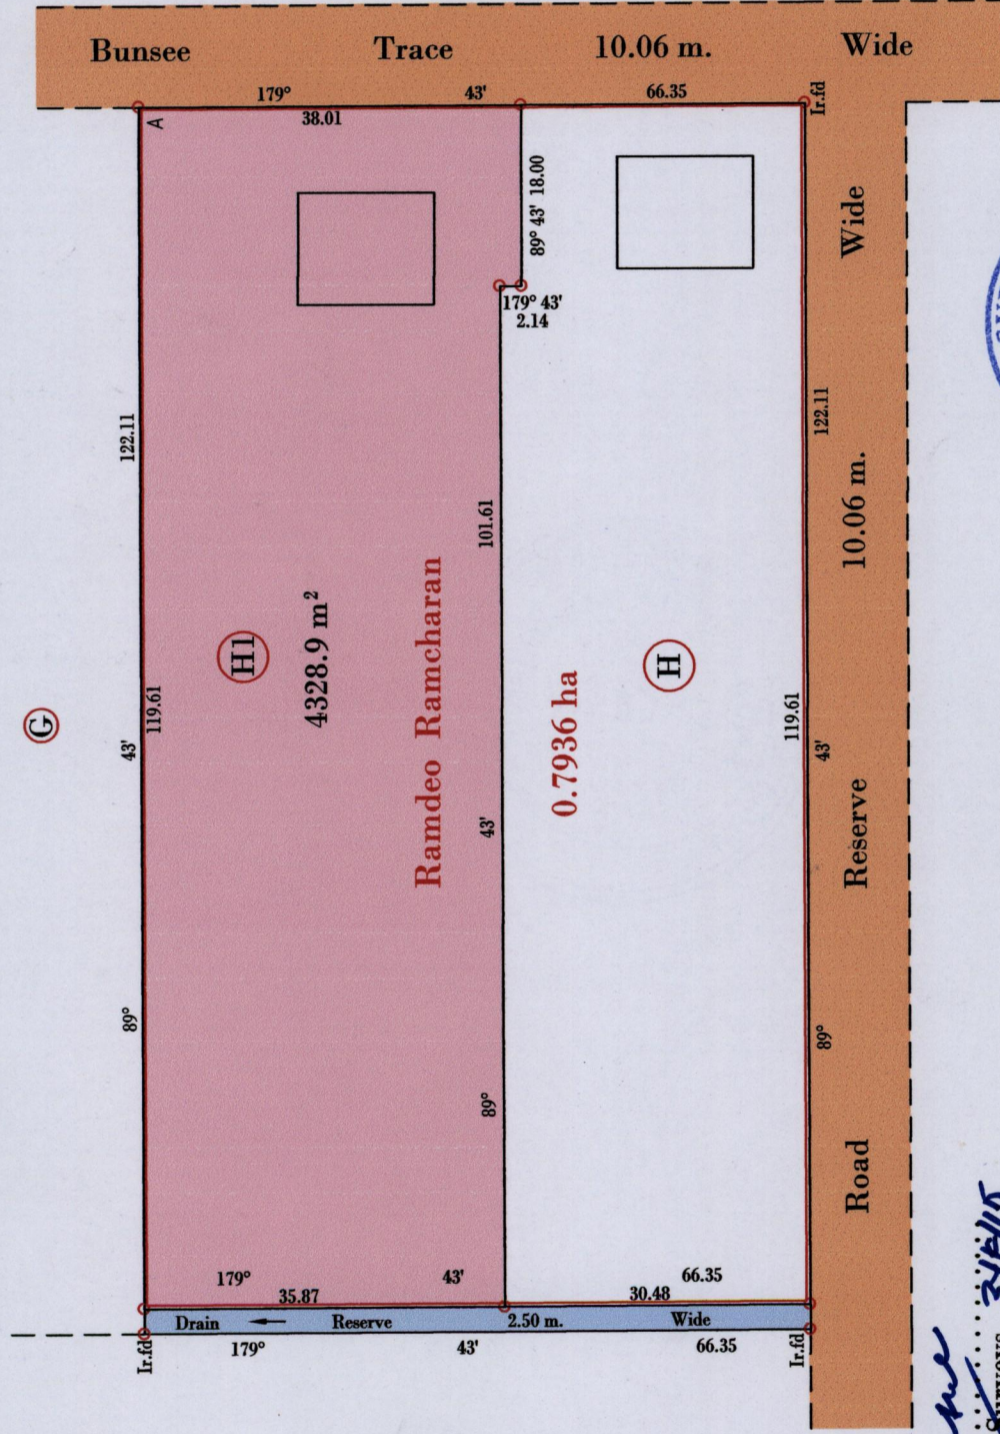 Bunsee Trace 10.06 m. Wide
179° 43' 66.35
Ir.fd
A
38.01
89° 43' 18.00
179° 43'
2.14
Wide
122.11
122.11
10.06 m.
101.61
G
H1
4328.9 m²
Ramdeo Ramcharan
H
0.7936 ha
119.61
119.61
43'
43'
43'
Reserve
89°
89°
89°
Road
179° 43' 66.35
35.87
30.48
Drain Reserve 2.50 m. Wide
Ir.fd
179° 43' 66.35
Ir.fd